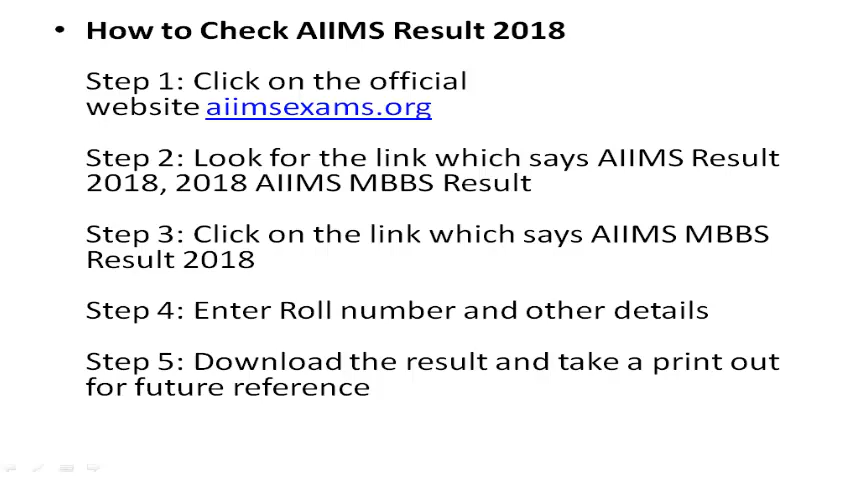 • How to Check AIIMS Result 2018
Step 1: Click on the official
website aiimsexams.org
Step 2: Look for the link which says AIIMS Result
2018, 2018 AIIMS MBBS Result
Step 3: Click on the link which says AIIMS MBBS
Result 2018
Step 4: Enter Roll number and other details
Step 5: Download the result and take a print out
for future reference